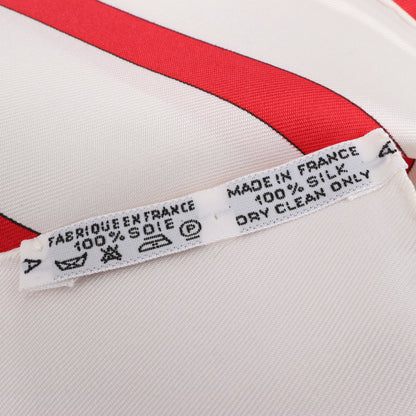 A
FABRIQUE EN FRANCE
100% SOIE
P
MADE IN FRANCE
100% SILK
DRY CLEAN ONLY
A